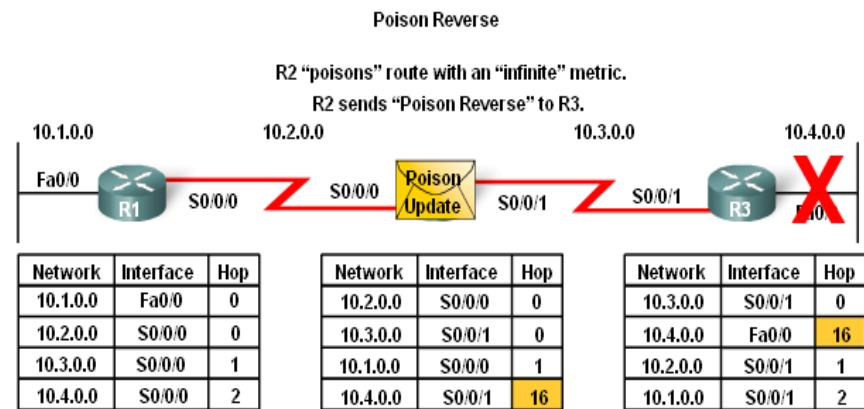 Poison Reverse
R2 “poisons” route with an “infinite” metric.
R2 sends “Poison Reverse” to R3.
10.1.0.0 10.2.0.0 10.3.0.0 10.4.0.0
Fa0/0 R1 S0/0/0 S0/0/0 Poison Update S0/0/1 S0/0/1 R3
Network Interface Hop
10.1.0.0 Fa0/0 0
10.2.0.0 S0/0/0 0
10.3.0.0 S0/0/0 1
10.4.0.0 S0/0/0 2
Network Interface Hop
10.2.0.0 S0/0/0 0
10.3.0.0 S0/0/1 0
10.1.0.0 S0/0/0 1
10.4.0.0 S0/0/1 16
Network Interface Hop
10.3.0.0 S0/0/1 0
10.4.0.0 Fa0/0 16
10.2.0.0 S0/0/1 1
10.1.0.0 S0/0/1 2